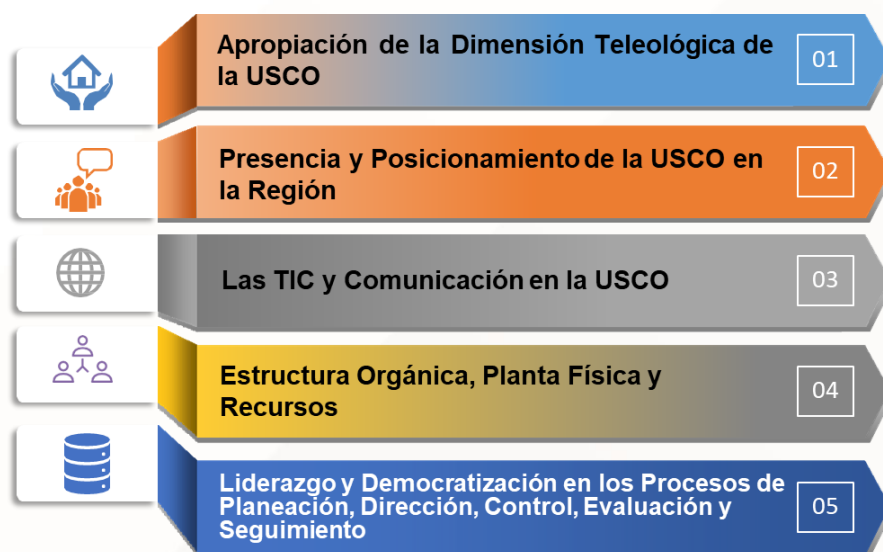 Apropiación de la Dimensión Teleológica de
la USCO
01
Presencia y Posicionamiento de la USCO en
la Región
02
Las TIC y Comunicación en la USCO
03
Estructura Orgánica, Planta Física y
Recursos
04
Liderazgo y Democratización en los Procesos de
Planeación, Dirección, Control, Evaluación y
Seguimiento
05